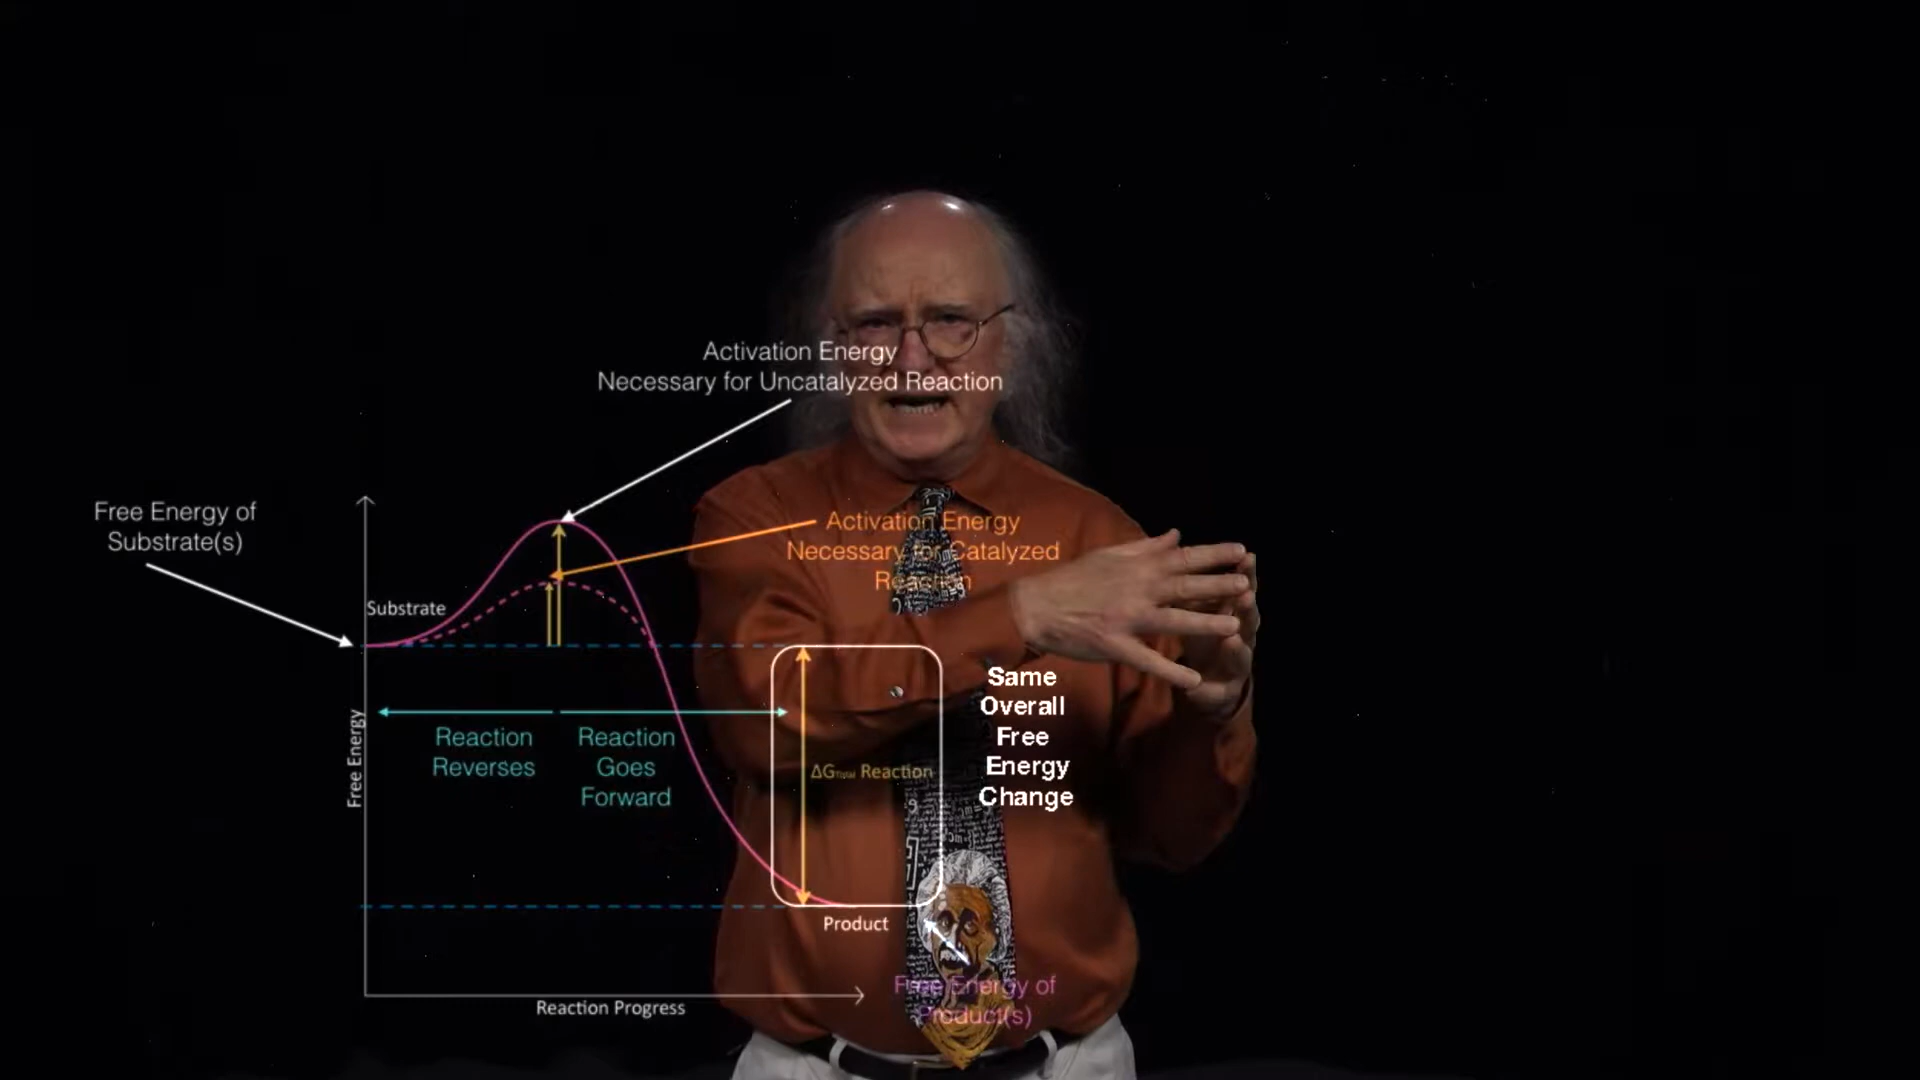 Activation Energy
Necessary for Uncatalyzed Reaction
Free Energy of
Substrate(s)
Activation Energy
Necessary for Catalyzed
Reaction
Substrate
Same
Overall
Free
Energy
Change
Reaction
Reverses
Reaction
Goes
Forward
ΔGTotal Reaction
Free Energy
Product
Free Energy of
Product(s)
Reaction Progress